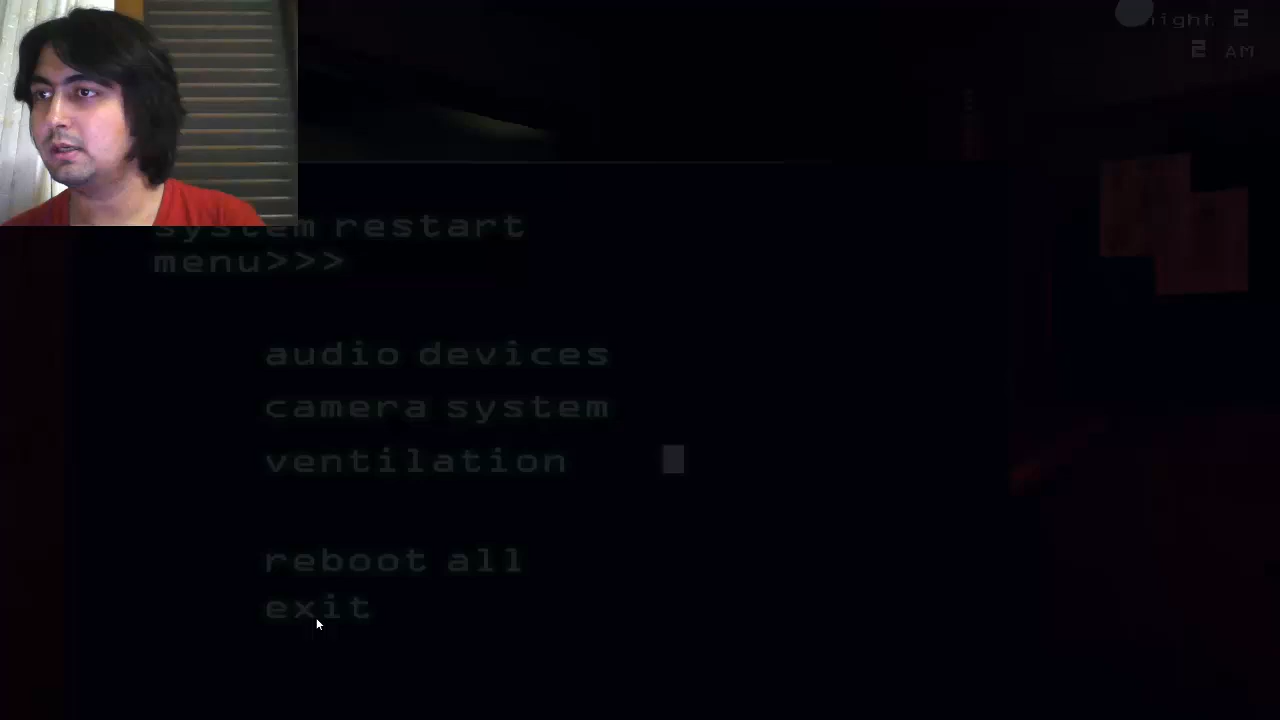 night 2
2 AM
system restart
menu>>>
audio devices
camera system
ventilation
reboot all
exit